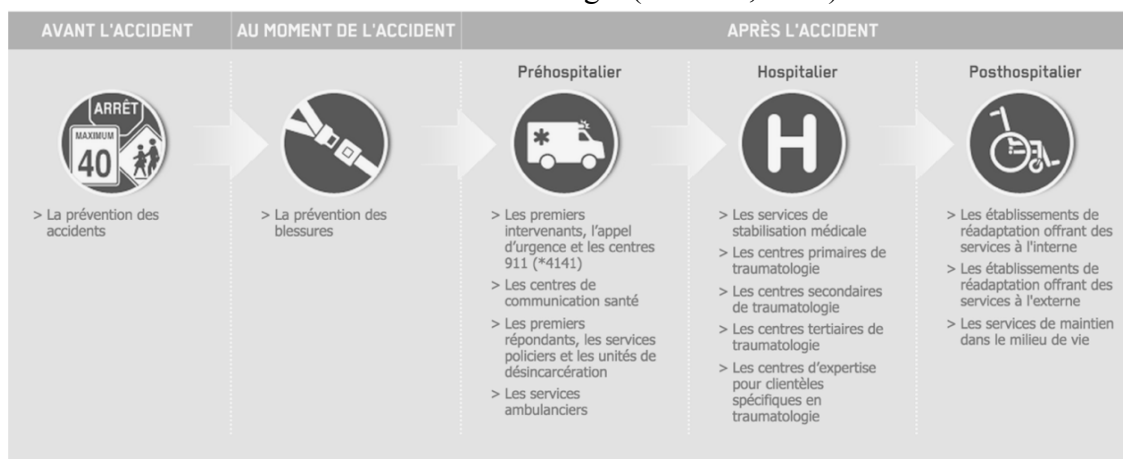 AVANT L'ACCIDENT
AU MOMENT DE L'ACCIDENT
APRÈS L'ACCIDENT
ARRÊT
MAXIMUM
40
> La prévention des
accidents
> La prévention des
blessures
Préhospitalier
> Les premiers
intervenants, l'appel
d'urgence et les centres
911 (*4141)
> Les centres de
communication santé
> Les premiers
répondants, les services
policiers et les unités de
désincarcération
> Les services
ambulanciers
Hospitalier
H
> Les services de
stabilisation médicale
> Les centres primaires de
traumatologie
> Les centres secondaires
de traumatologie
> Les centres tertiaires de
traumatologie
> Les centres d'expertise
pour clientèles
spécifiques en
traumatologie
Posthospitalier
> Les établissements de
réadaptation offrant des
services à l'interne
> Les établissements de
réadaptation offrant des
services à l'externe
> Les services de maintien
dans le milieu de vie